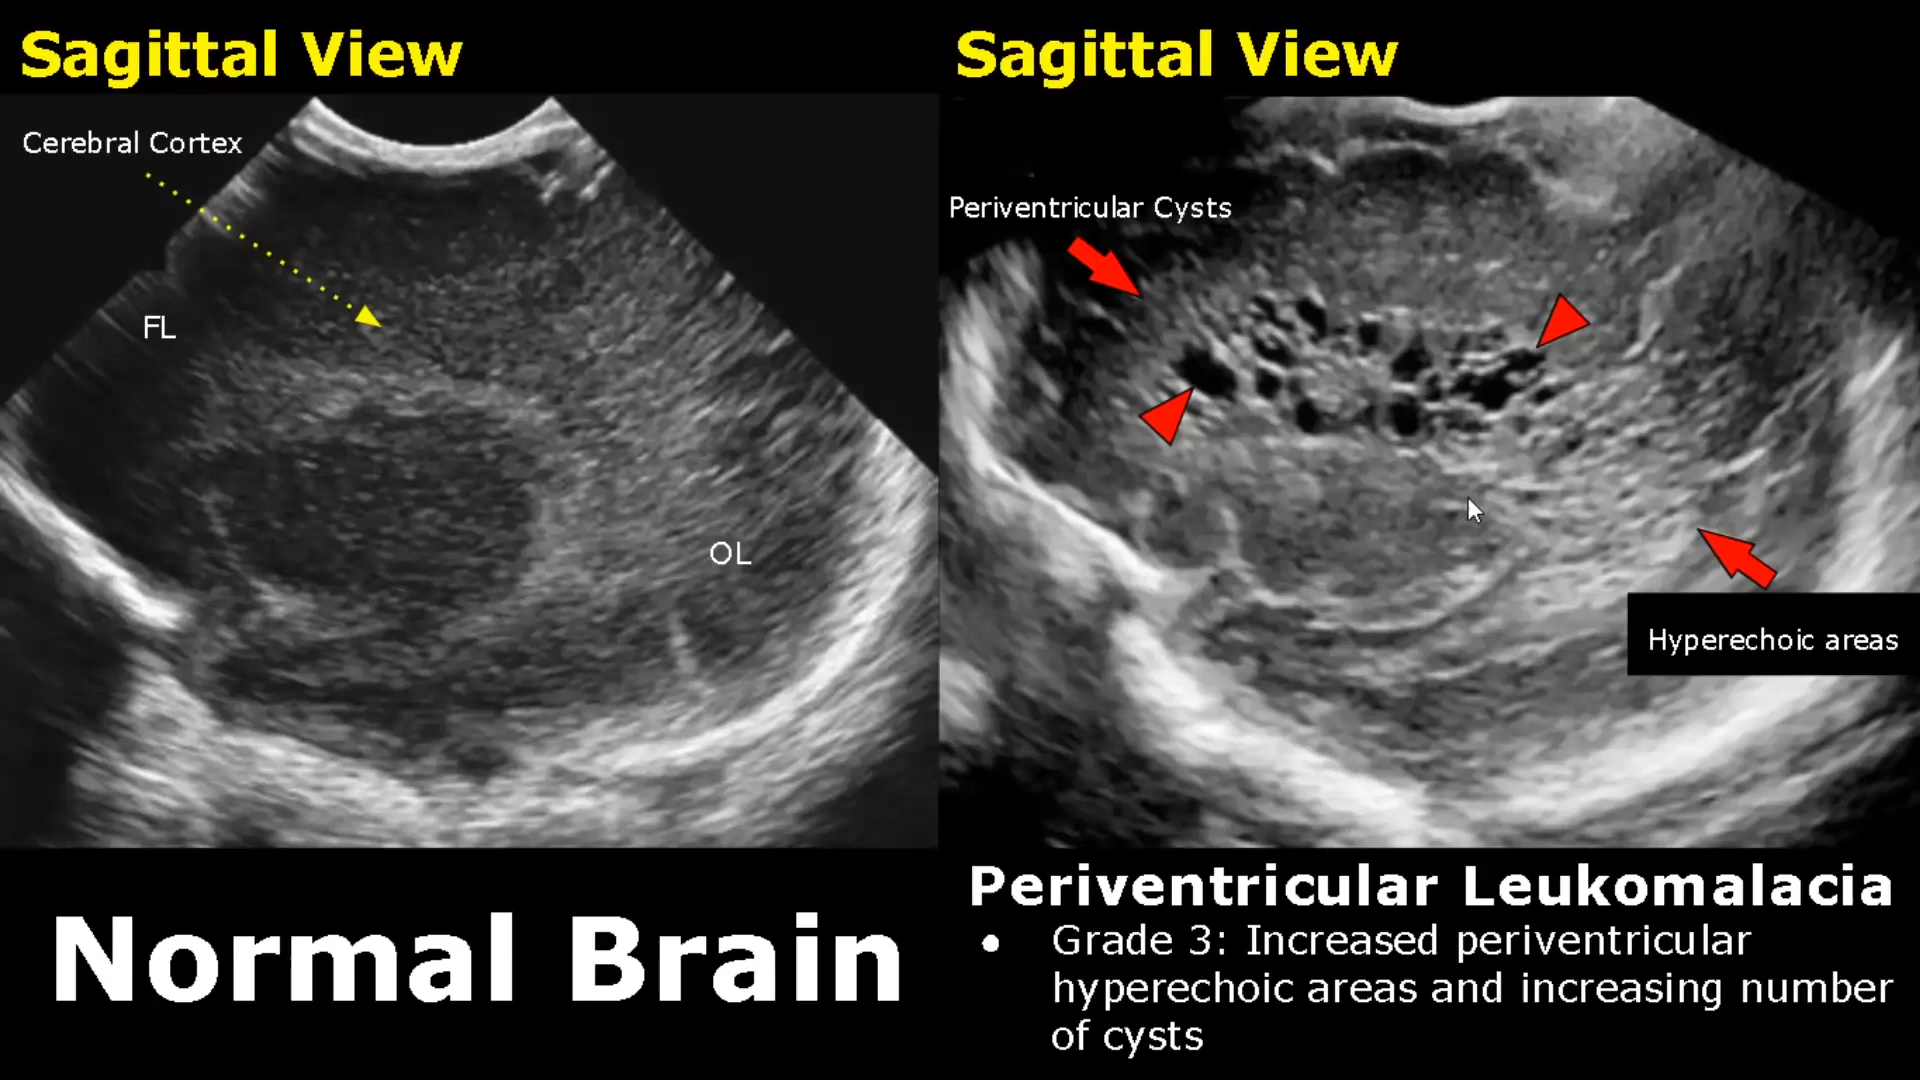 Sagittal View
Cerebral Cortex
FL
OL
Normal Brain
Sagittal View
Periventricular Cysts
Hyperechoic areas
Periventricular Leukomalacia
• Grade 3: Increased periventricular
hyperechoic areas and increasing number
of cysts